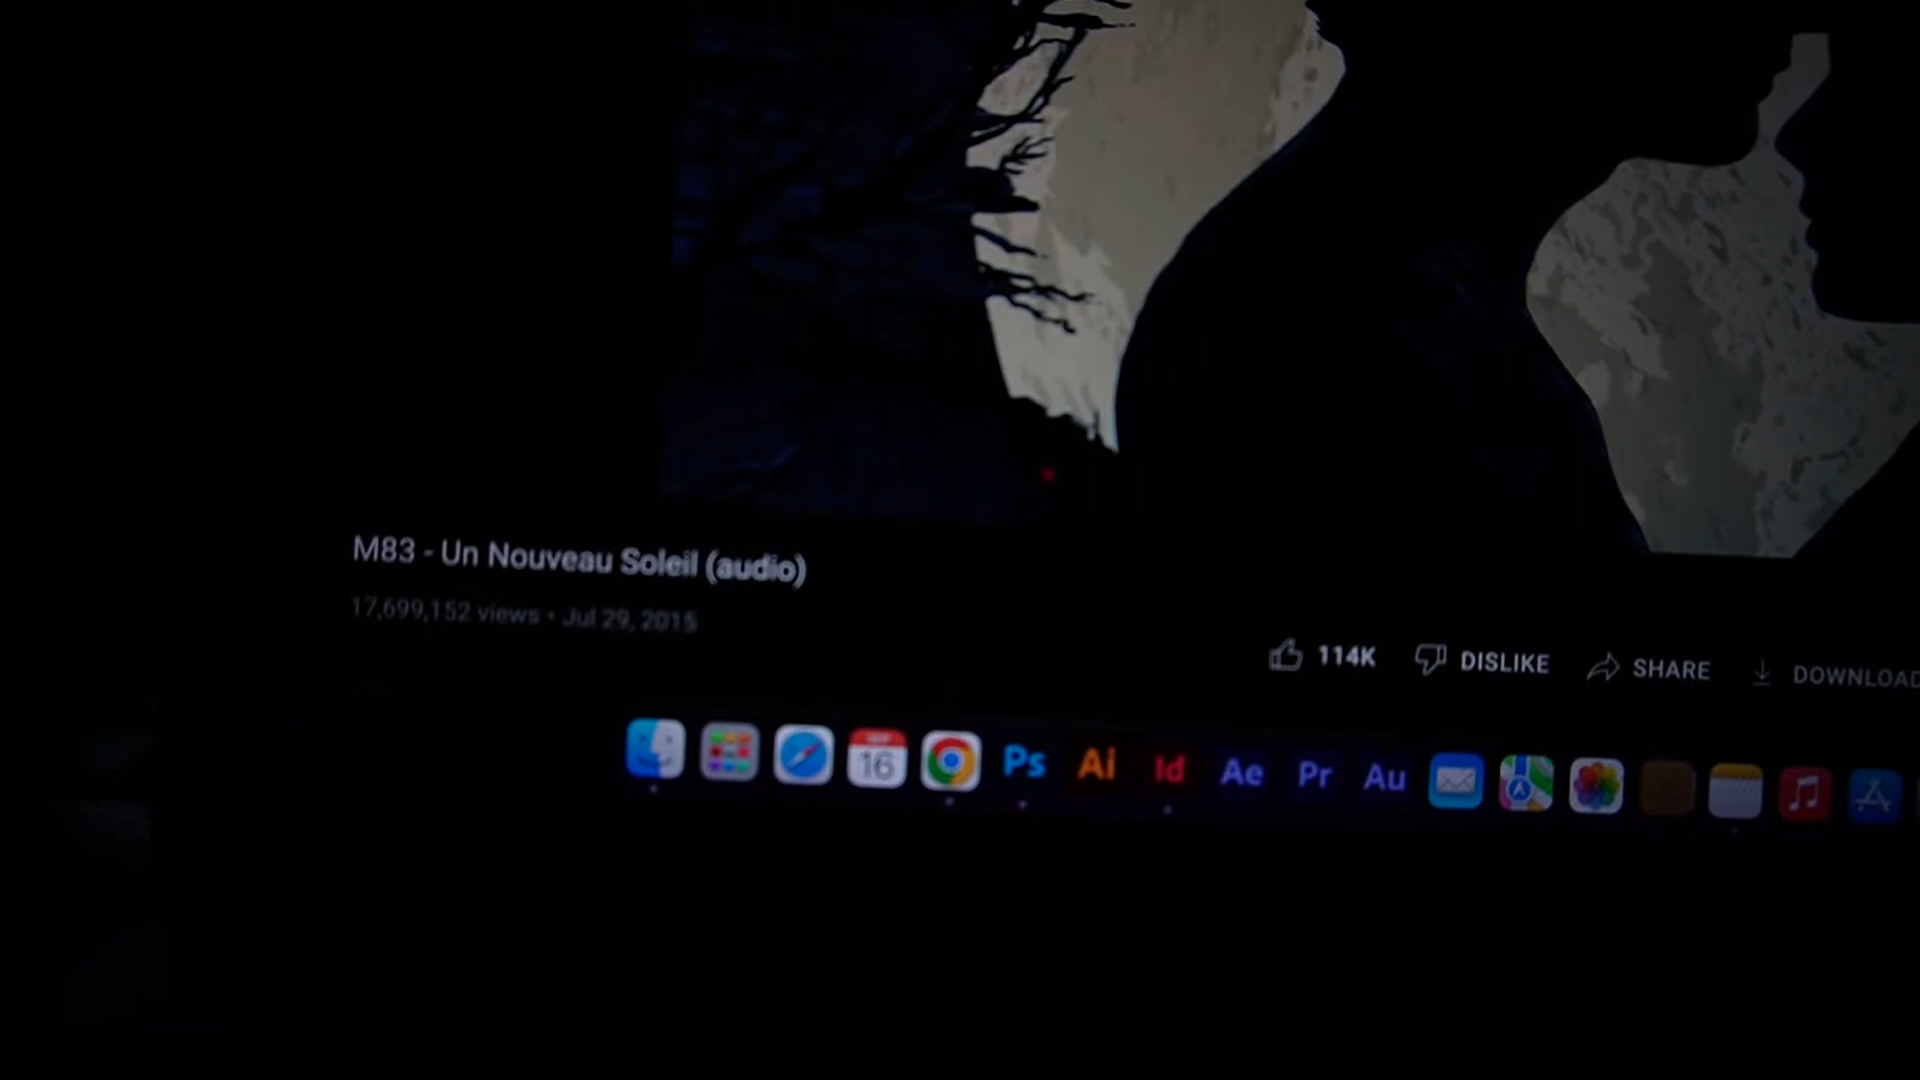 M83 - Un Nouveau Soleil (audio)
17,699,152 views • Jul 29, 2015
114K DISLIKE SHARE DOWNLOAD
16 Ps Ai Id Ae Pr Au